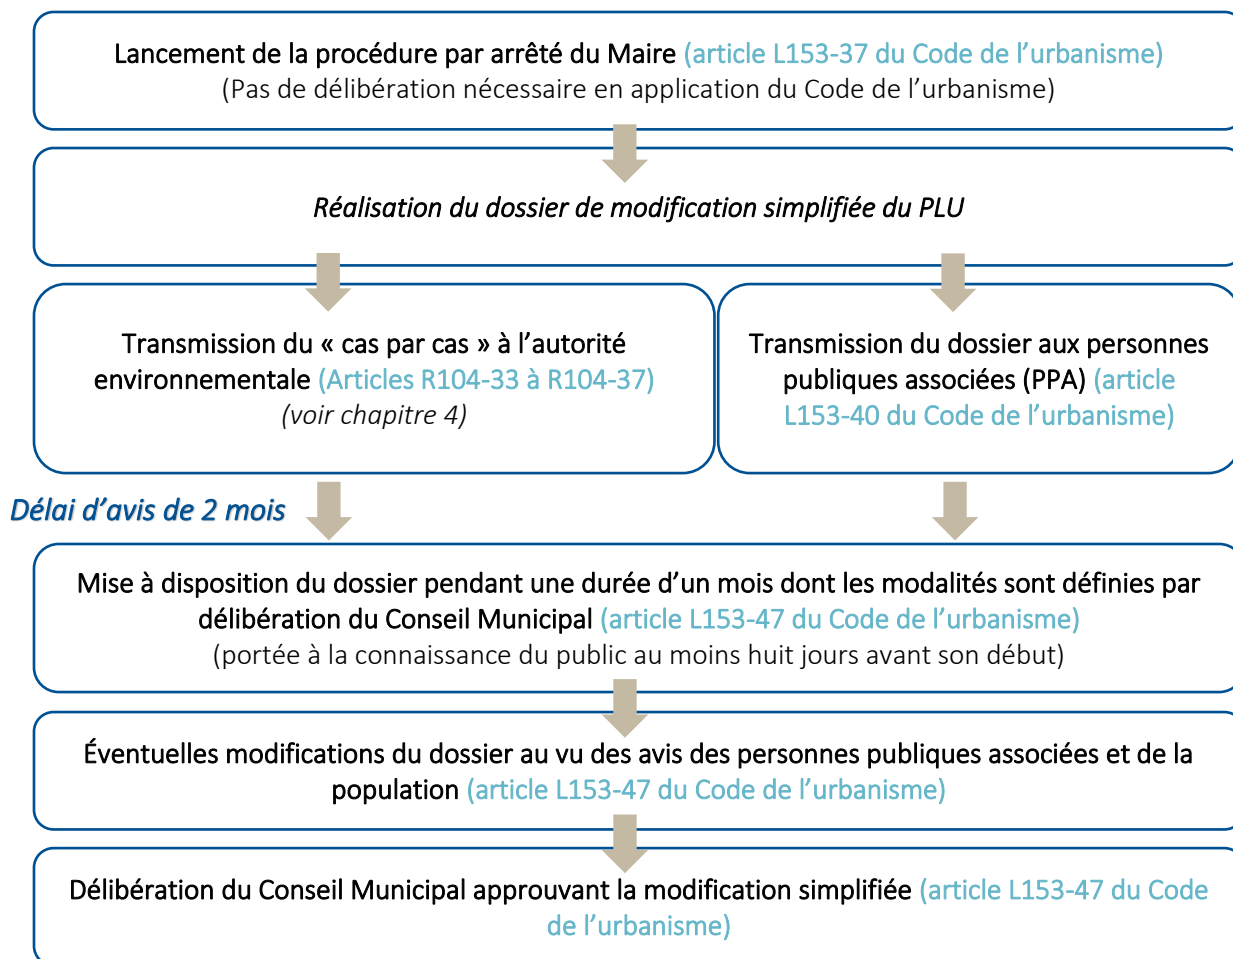 Lancement de la procédure par arrêté du Maire (article L153-37 du Code de l’urbanisme)
(Pas de délibération nécessaire en application du Code de l’urbanisme)
Réalisation du dossier de modification simplifiée du PLU
Transmission du « cas par cas » à l’autorité
environnementale (Articles R104-33 à R104-37)
(voir chapitre 4)
Transmission du dossier aux personnes
publiques associées (PPA) (article
L153-40 du Code de l’urbanisme)
Délai d’avis de 2 mois
Mise à disposition du dossier pendant une durée d’un mois dont les modalités sont définies par
délibération du Conseil Municipal (article L153-47 du Code de l’urbanisme)
(portée à la connaissance du public au moins huit jours avant son début)
Éventuelles modifications du dossier au vu des avis des personnes publiques associées et de la
population (article L153-47 du Code de l’urbanisme)
Délibération du Conseil Municipal approuvant la modification simplifiée (article L153-47 du Code
de l’urbanisme)